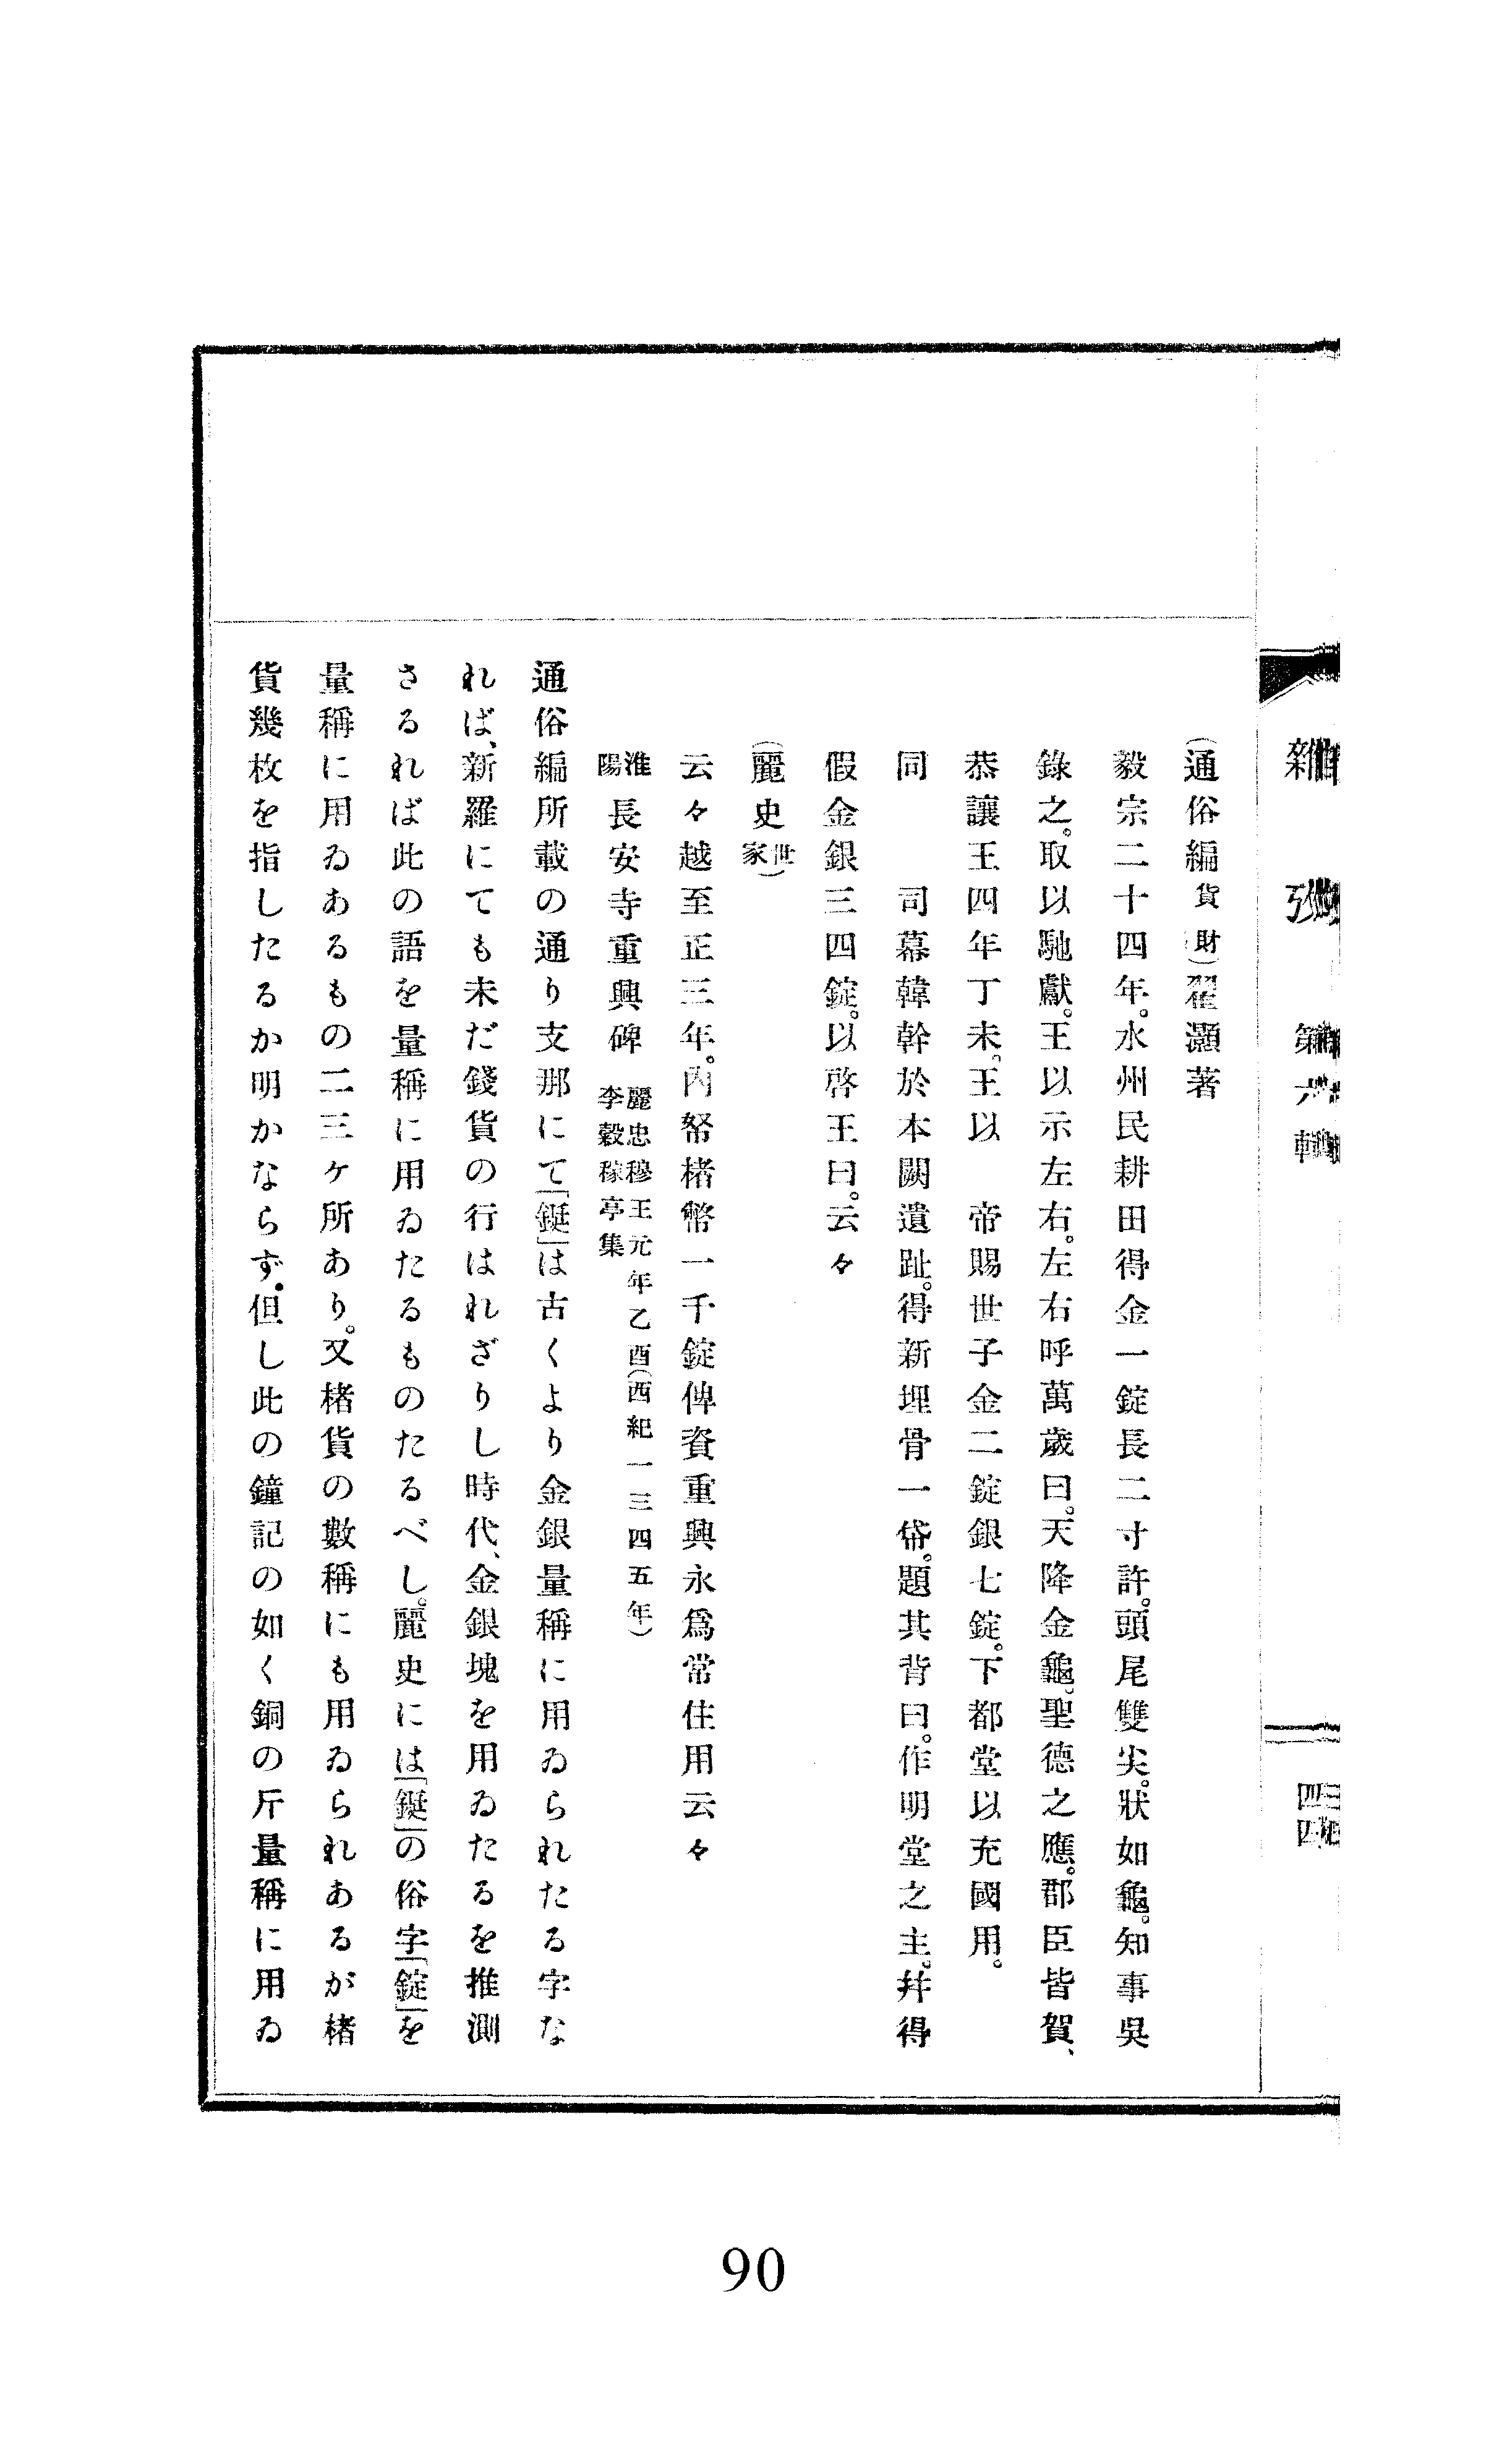 雜 攷 第六輯
四四
(通俗編 貨財)翟灝著
毅宗二十四年。水州民耕田得金一錠長二寸許。頭尾雙尖。狀如龜。知事吳
錄之。取以馳獻。王以示左右。左右呼萬歲曰。天降金龜。聖德之應。郡臣皆賀、
恭讓王四年丁未。王以 帝賜世子金二錠銀七錠。下都堂以充國用。
同 司幕韓幹於本闕遺趾。得新埋骨一帒。題其背曰。作明堂之主。幷得
假金銀三四錠。以啓王曰。云々
(麗史世家)
云々越至正三年。內帑楮幣一千錠俾資重興永爲常住用云々
淮陽 長安寺重興碑 麗忠穆王元年乙酉(西紀一三四五年) 李穀稼亭集
通俗編所載の通り支那にて「鋌」は古くより金銀量稱に用ゐられたる字な
れば、新羅にても未だ錢貨の行はれざりし時代、金銀塊を用ゐたるを推測
さるれば此の語を量稱に用ゐたるものたるべし。麗史には「鋌」の俗字「錠」を
量稱に用ゐあるもの二三ケ所あり。又楮貨の數稱にも用ゐられあるが楮
貨幾枚を指したるか明かならず。但し此の鐘記の如く銅の斤量稱に用ゐ
90